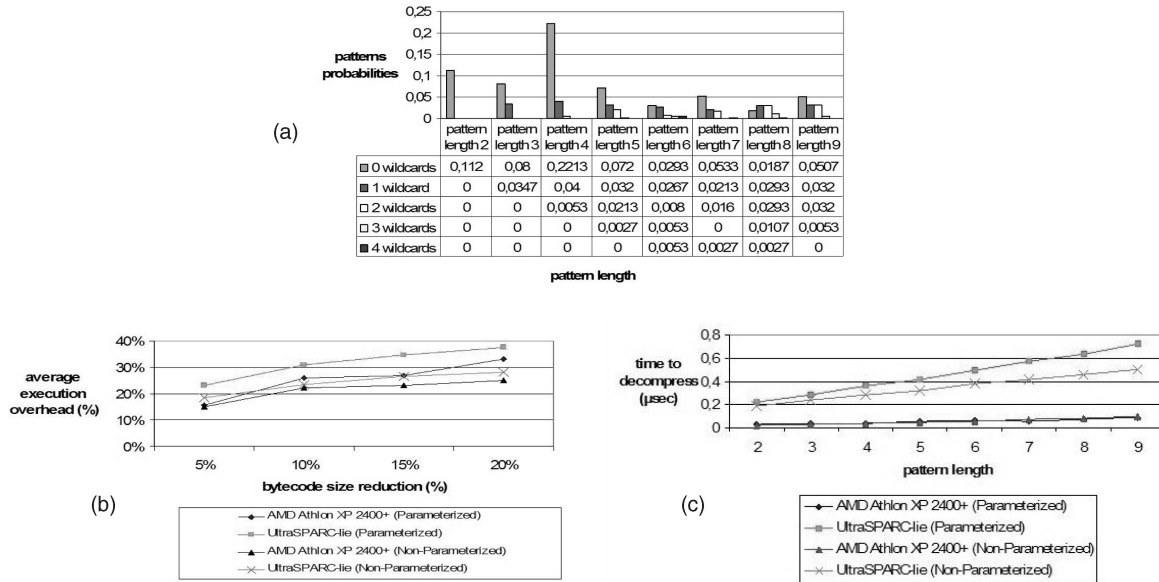 0,25
0,2
0,15
0,1
0,05
0
patterns
probabilities
(a)
pattern length 2 pattern length 3 pattern length 4 pattern length 5 pattern length 6 pattern length 7 pattern length 8 pattern length 9
0 wildcards 0,112 0,08 0,2213 0,072 0,0293 0,0533 0,0187 0,0507
1 wildcard 0 0,0347 0,04 0,032 0,0267 0,0213 0,0293 0,032
2 wildcards 0 0 0,0053 0,0213 0,008 0,016 0,0293 0,032
3 wildcards 0 0 0 0,0027 0,0053 0 0,0107 0,0053
4 wildcards 0 0 0 0 0,0053 0,0027 0,0027 0
pattern length
40%
30%
20%
10%
0%
average
execution
overhead (%)
5% 10% 15% 20%
bytecode size reduction (%)
(b)
AMD Athlon XP 2400+ (Parameterized)
UltraSPARC-IIe (Parameterized)
AMD Athlon XP 2400+ (Non-Parameterized)
UltraSPARC-IIe (Non-Parameterized)
0,8
0,6
0,4
0,2
0
time to
decompress
(µsec)
2 3 4 5 6 7 8 9
pattern length
(c)
AMD Athlon XP 2400+ (Parameterized)
UltraSPARC-IIe (Parameterized)
AMD Athlon XP 2400+ (Non-Parameterized)
UltraSPARC-IIe (Non-Parameterized)